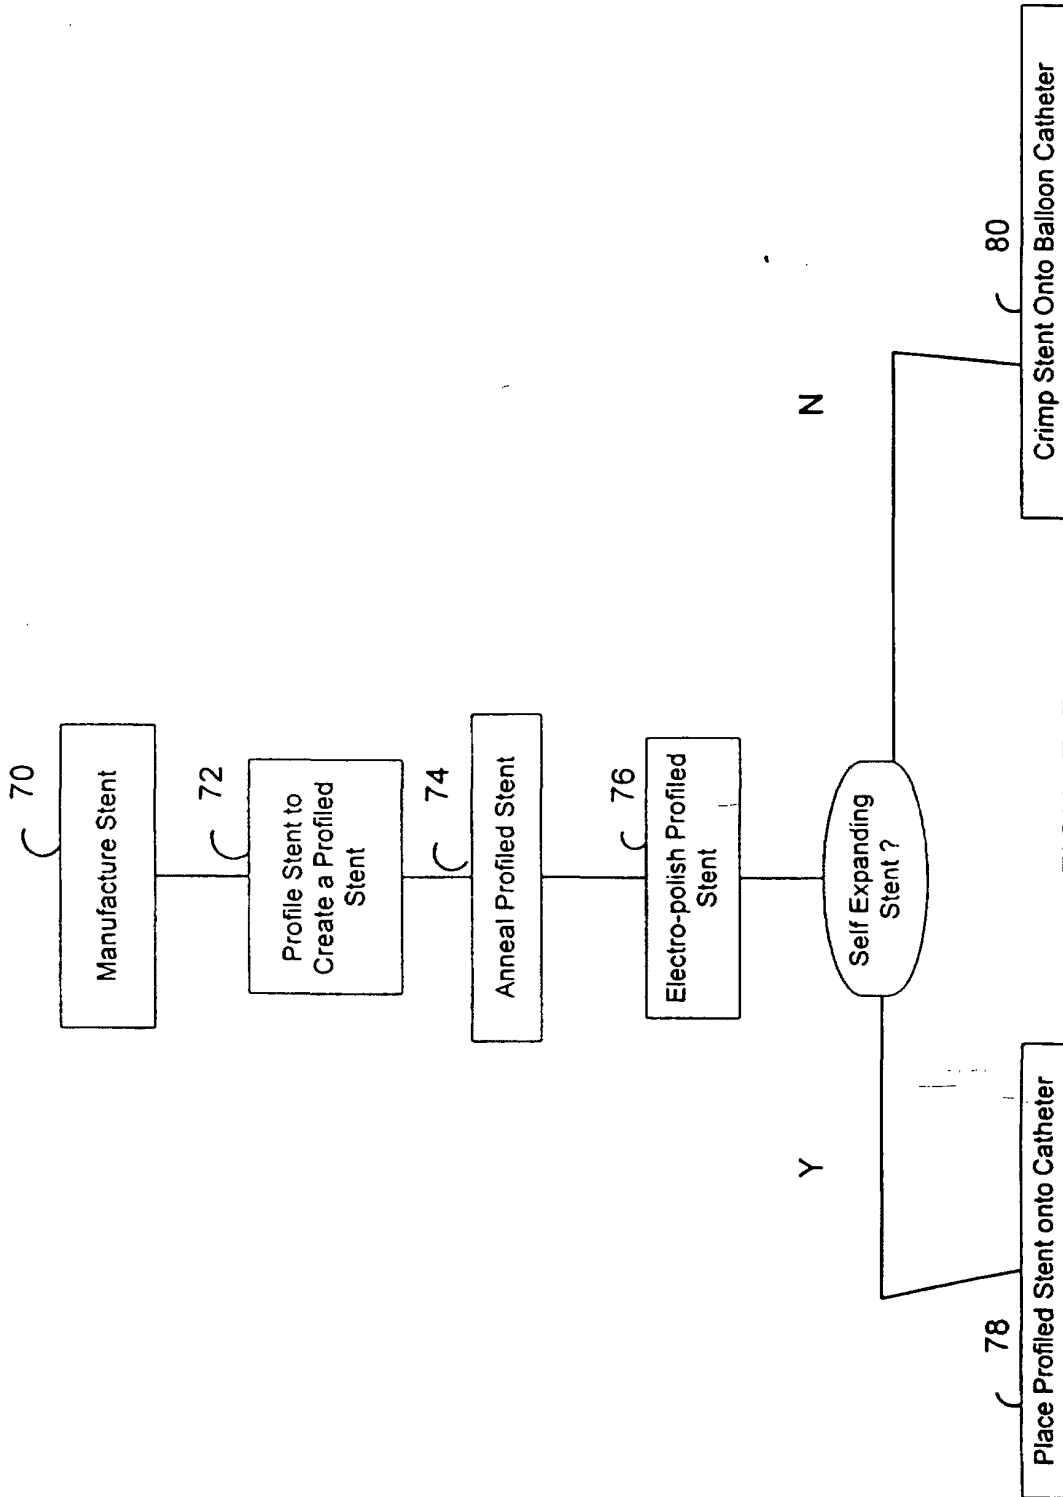 70
Manufacture Stent
72
Profile Stent to
Create a Profiled
Stent
74
Anneal Profiled Stent
76
Electro-polish Profiled
Stent
Self Expanding
Stent ?
Y
N
78
Place Profiled Stent onto Catheter
80
Crimp Stent Onto Balloon Catheter